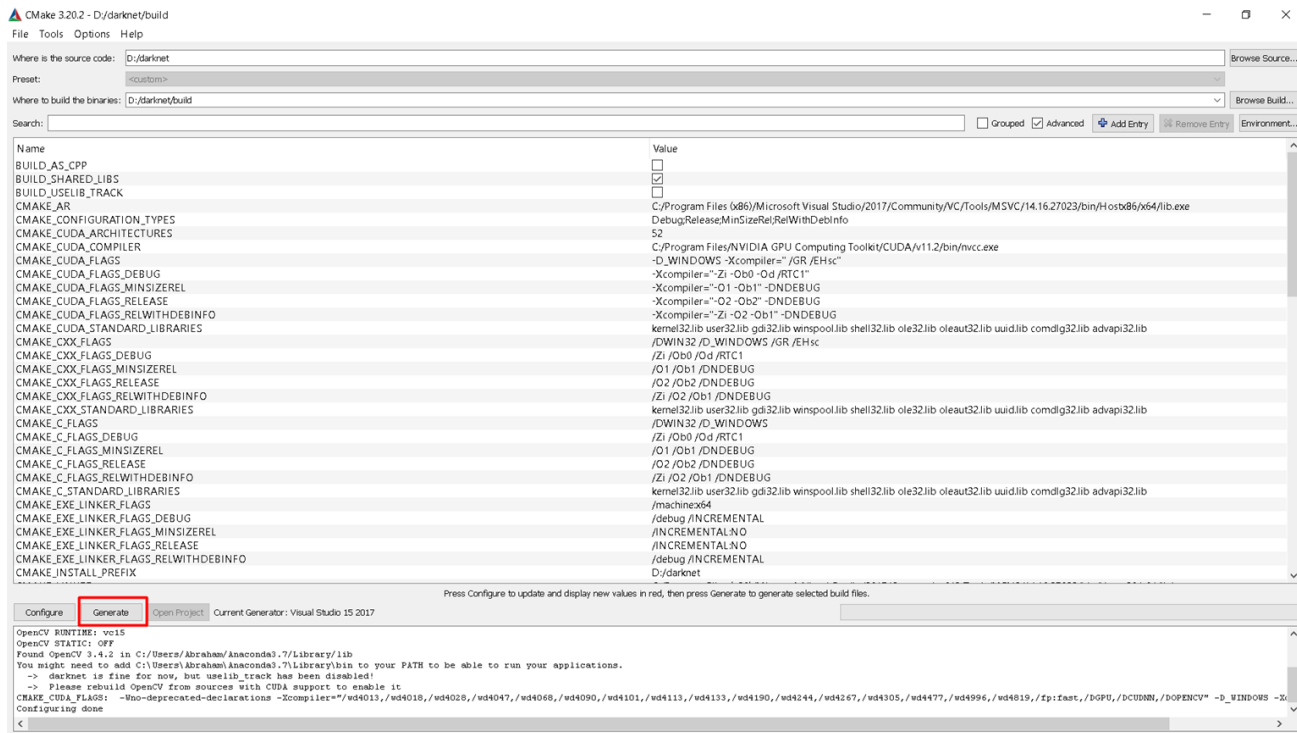 CMake 3.20.2 - D:/darknet/build
File Tools Options Help
Where is the source code: D:/darknet Browse Source...
Preset: <custom>
Where to build the binaries: D:/darknet/build Browse Build...
Search: Grouped Advanced Add Entry Remove Entry Environment...
Name Value
BUILD_AS_CPP
BUILD_SHARED_LIBS
BUILD_USELIB_TRACK
CMAKE_AR C:/Program Files (x86)/Microsoft Visual Studio/2017/Community/VC/Tools/MSVC/14.16.27023/bin/Hostx86/x64/lib.exe
CMAKE_CONFIGURATION_TYPES Debug;Release;MinSizeRel;RelWithDebInfo
CMAKE_CUDA_ARCHITECTURES 52
CMAKE_CUDA_COMPILER C:/Program Files/NVIDIA GPU Computing Toolkit/CUDA/v11.2/bin/nvcc.exe
CMAKE_CUDA_FLAGS -D_WINDOWS -Xcompiler=" /GR /EHsc"
CMAKE_CUDA_FLAGS_DEBUG -Xcompiler="-Zi -Ob0 -Od /RTC1"
CMAKE_CUDA_FLAGS_MINSIZEREL -Xcompiler="-O1 -Ob1" -DNDEBUG
CMAKE_CUDA_FLAGS_RELEASE -Xcompiler="-O2 -Ob2" -DNDEBUG
CMAKE_CUDA_FLAGS_RELWITHDEBINFO -Xcompiler="-Zi -O2 -Ob1" -DNDEBUG
CMAKE_CUDA_STANDARD_LIBRARIES kernel32.lib user32.lib gdi32.lib winspool.lib shell32.lib ole32.lib oleaut32.lib uuid.lib comdlg32.lib advapi32.lib
CMAKE_CXX_FLAGS /DWIN32 /D_WINDOWS /GR /EHsc
CMAKE_CXX_FLAGS_DEBUG /Zi /Ob0 /Od /RTC1
CMAKE_CXX_FLAGS_MINSIZEREL /O1 /Ob1 /DNDEBUG
CMAKE_CXX_FLAGS_RELEASE /O2 /Ob2 /DNDEBUG
CMAKE_CXX_FLAGS_RELWITHDEBINFO /Zi /O2 /Ob1 /DNDEBUG
CMAKE_CXX_STANDARD_LIBRARIES kernel32.lib user32.lib gdi32.lib winspool.lib shell32.lib ole32.lib oleaut32.lib uuid.lib comdlg32.lib advapi32.lib
CMAKE_C_FLAGS /DWIN32 /D_WINDOWS
CMAKE_C_FLAGS_DEBUG /Zi /Ob0 /Od /RTC1
CMAKE_C_FLAGS_MINSIZEREL /O1 /Ob1 /DNDEBUG
CMAKE_C_FLAGS_RELEASE /O2 /Ob2 /DNDEBUG
CMAKE_C_FLAGS_RELWITHDEBINFO /Zi /O2 /Ob1 /DNDEBUG
CMAKE_C_STANDARD_LIBRARIES kernel32.lib user32.lib gdi32.lib winspool.lib shell32.lib ole32.lib oleaut32.lib uuid.lib comdlg32.lib advapi32.lib
CMAKE_EXE_LINKER_FLAGS /machine:x64
CMAKE_EXE_LINKER_FLAGS_DEBUG /debug /INCREMENTAL
CMAKE_EXE_LINKER_FLAGS_MINSIZEREL /INCREMENTAL:NO
CMAKE_EXE_LINKER_FLAGS_RELEASE /INCREMENTAL:NO
CMAKE_EXE_LINKER_FLAGS_RELWITHDEBINFO /debug /INCREMENTAL
CMAKE_INSTALL_PREFIX D:/darknet
Press Configure to update and display new values in red, then press Generate to generate selected build files.
Configure Generate Open Project Current Generator: Visual Studio 15 2017
OpenCV RUNTIME: vc15
OpenCV STATIC: OFF
Found OpenCV 3.4.2 in C:/Users/Abraham/Anaconda3.7/Library/lib
You might need to add C:\Users\Abraham\Anaconda3.7\Library\bin to your PATH to be able to run your applications.
-> darknet is fine for now, but uselib_track has been disabled!
-> Please rebuild OpenCV from sources with CUDA support to enable it
CMAKE_CUDA_FLAGS: -Wno-deprecated-declarations -Xcompiler="/wd4013,/wd4018,/wd4028,/wd4047,/wd4068,/wd4090,/wd4101,/wd4113,/wd4133,/wd4190,/wd4244,/wd4267,/wd4305,/wd4477,/wd4996,/wd4819,/fp:fast,/DGPU,/DCUDNN,/DOPENCV" -D_WINDOWS
Configuring done